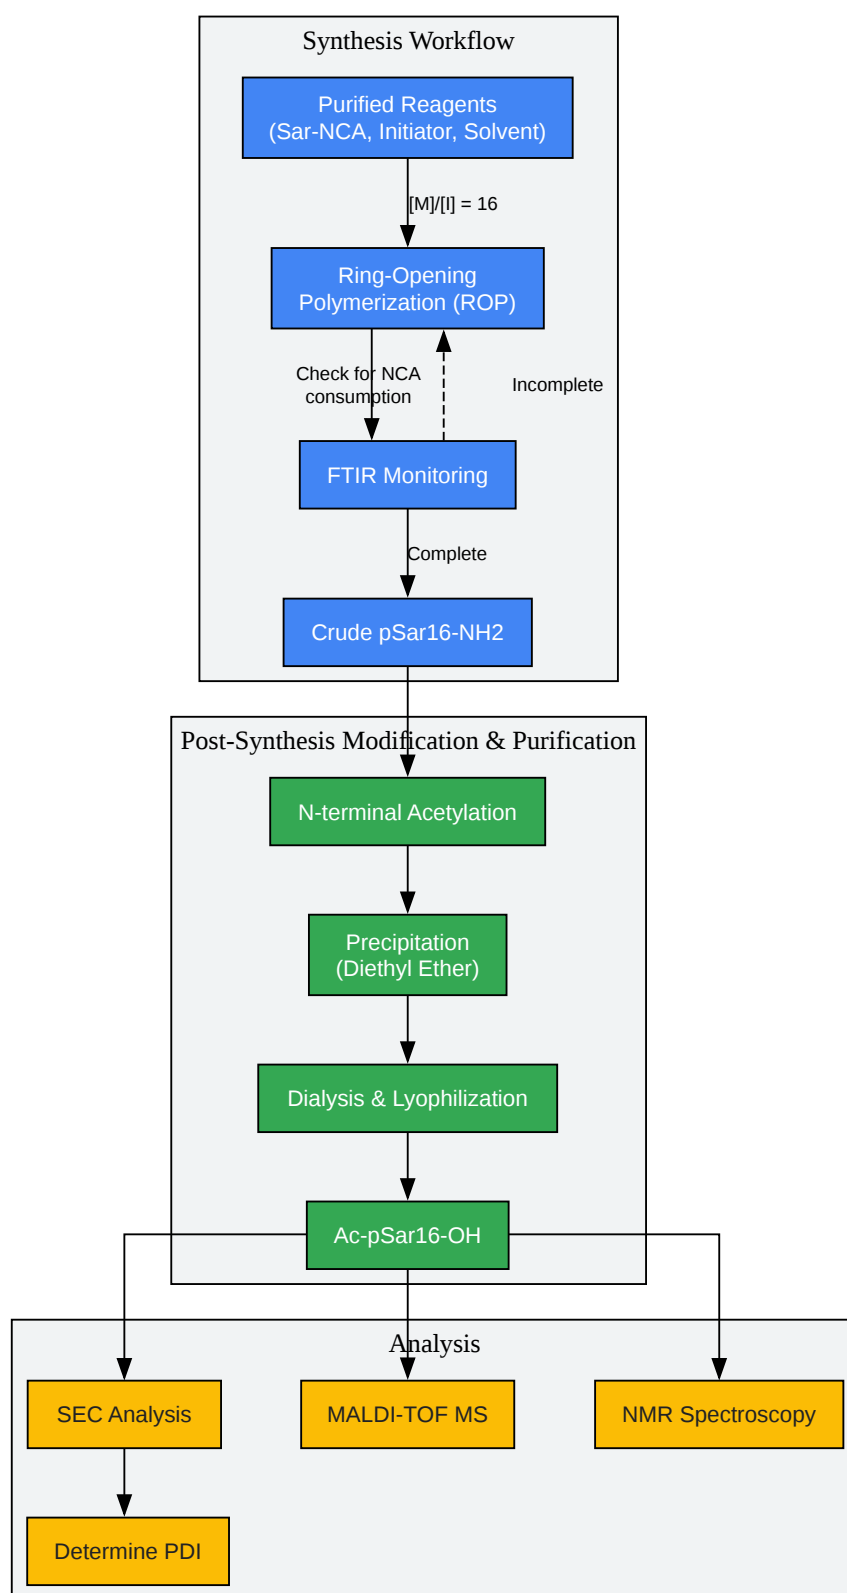 Synthesis Workflow
Purified Reagents
(Sar-NCA, Initiator, Solvent)
[M]/[I] = 16
Ring-Opening
Polymerization (ROP)
Check for NCA
consumption
Incomplete
FTIR Monitoring
Complete
Crude pSar16-NH2
Post-Synthesis Modification & Purification
N-terminal Acetylation
Precipitation
(Diethyl Ether)
Dialysis & Lyophilization
Ac-pSar16-OH
Analysis
SEC Analysis
MALDI-TOF MS
NMR Spectroscopy
Determine PDI